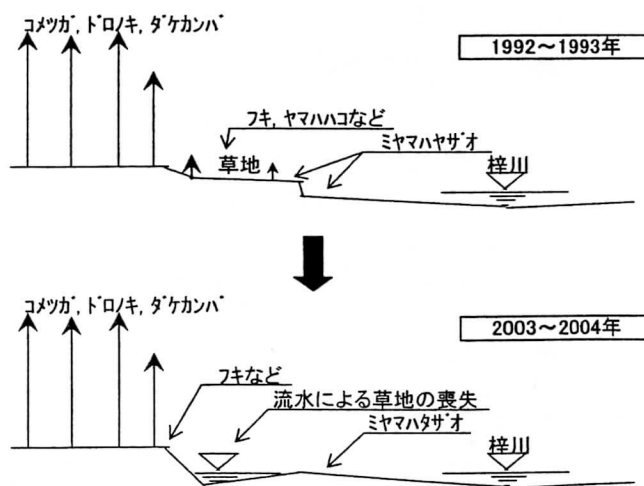 コメツガ, ドロノキ, ダケカンバ
1992～1993年
フキ, ヤマハハコなど
ミヤマハヤザオ
草地
梓川
コメツガ, ドロノキ, ダケカンバ
2003～2004年
フキなど
流水による草地の喪失
ミヤマハタザオ
梓川